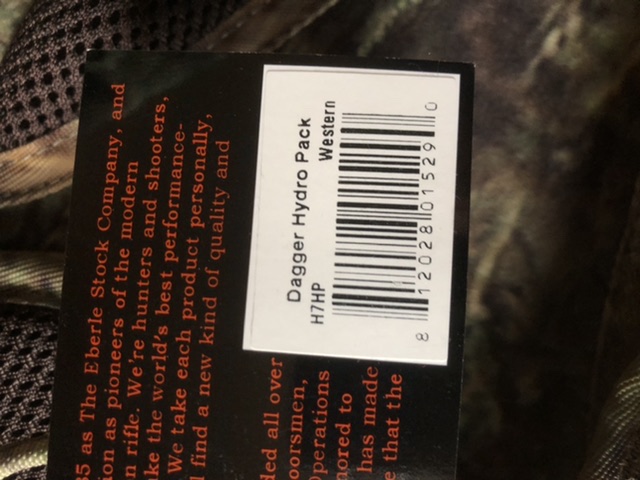 35 as The Eberle Stock Company, and
ion as pioneers of the modern
n rifle. We're hunters and shooters,
ke the world's best performance-
We take each product personally,
l find a new kind of quality and
ded all over
oorsmen,
Operations
nored to
has made
e that the
Dagger Hydro Pack
H7HP Western
8 12028 01529 0